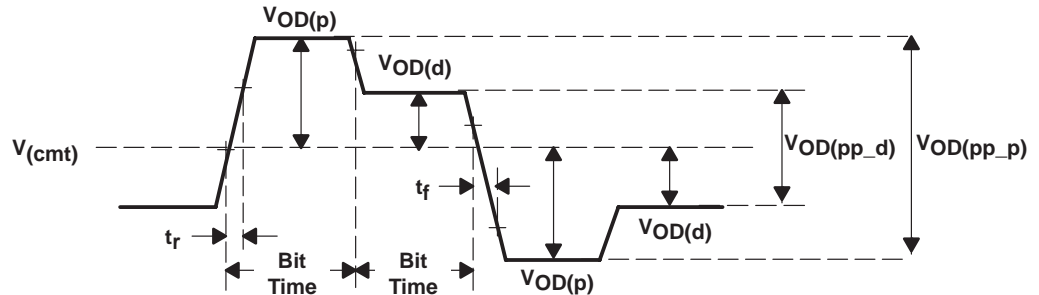 VOD(p)
VOD(d)
V(cmt)
VOD(pp_d)
VOD(pp_p)
tf
tr
VOD(d)
Bit
Time
Bit
Time
VOD(p)